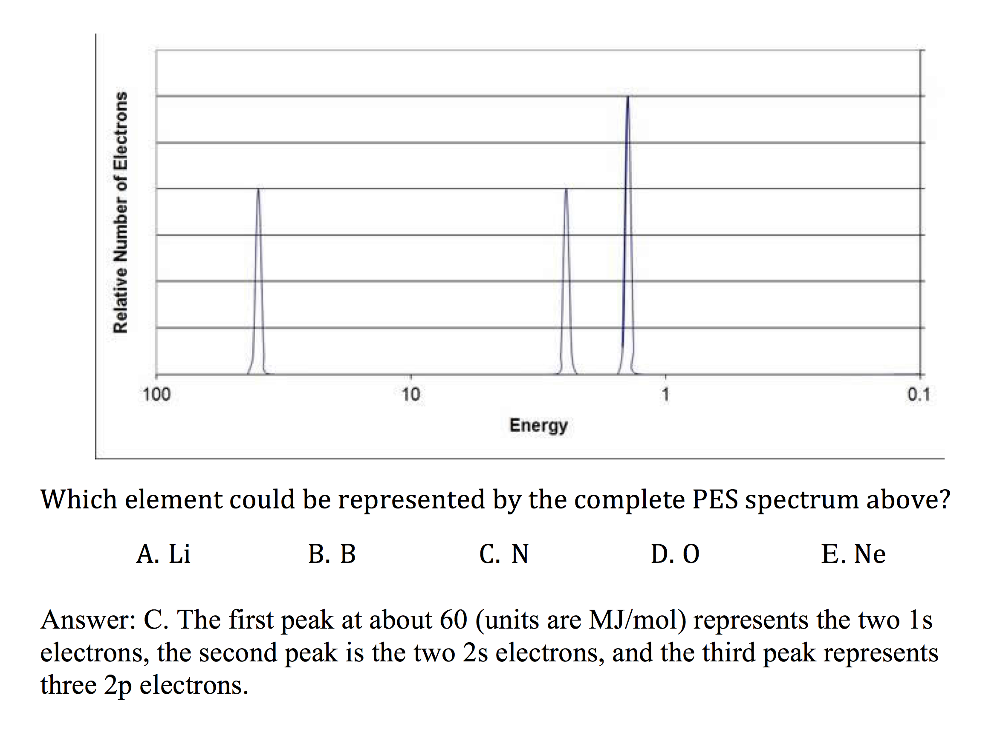 Relative Number of Electrons
100 10 1 0.1
Energy
Which element could be represented by the complete PES spectrum above?
A. Li B. B C. N D. O E. Ne
Answer: C. The first peak at about 60 (units are MJ/mol) represents the two 1s
electrons, the second peak is the two 2s electrons, and the third peak represents
three 2p electrons.